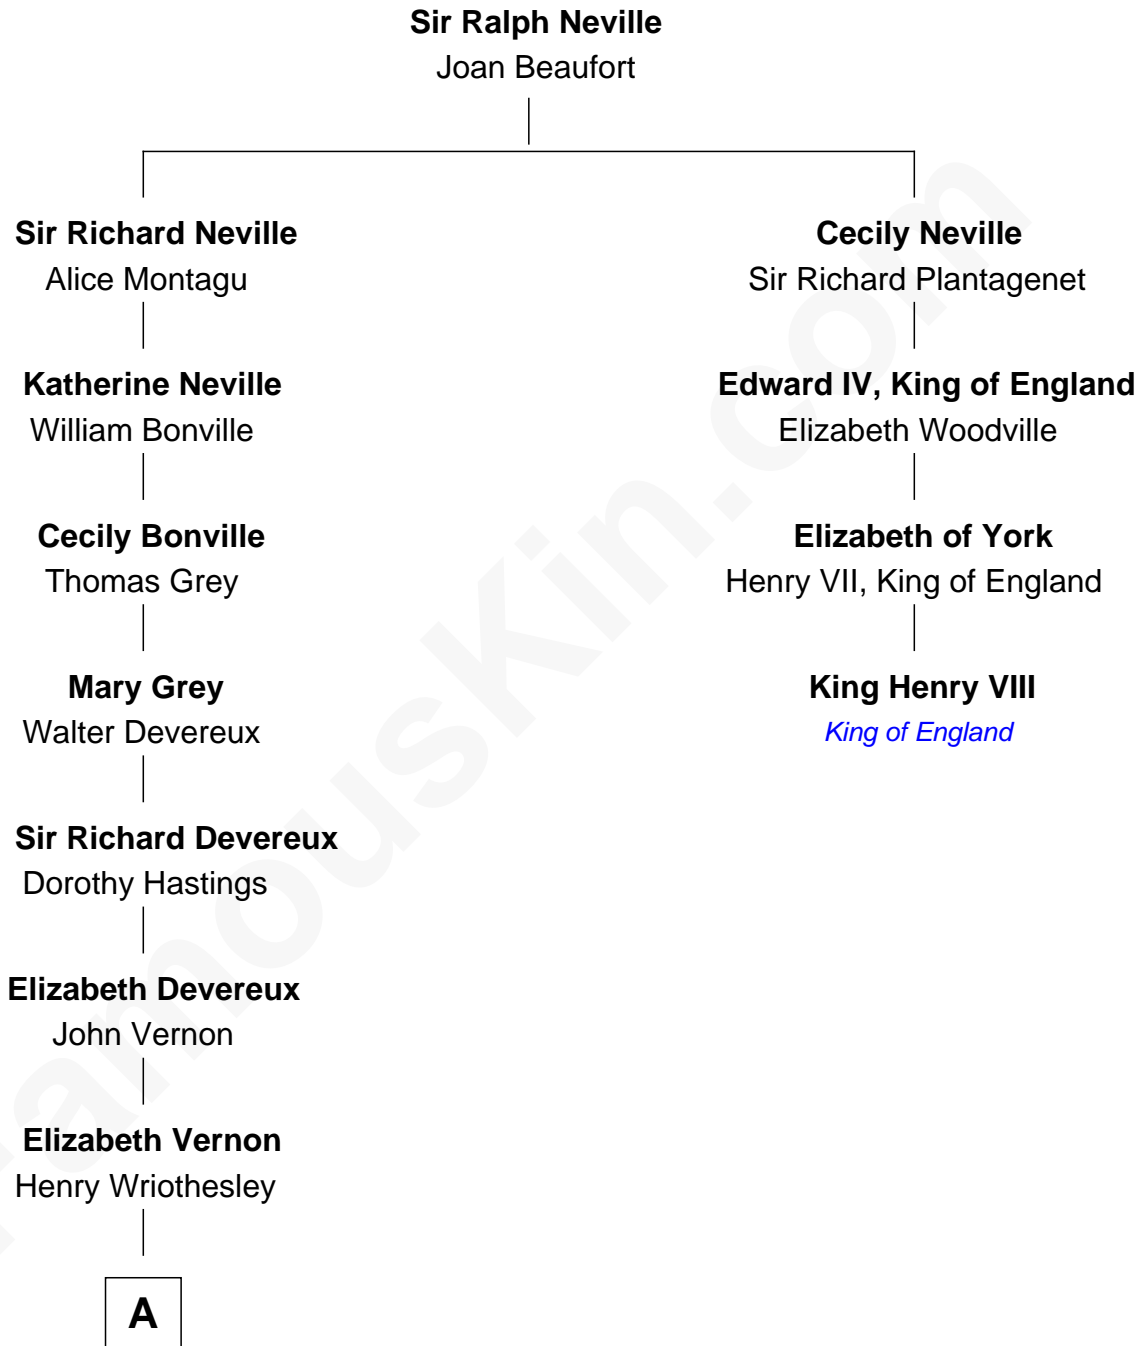 Sir Ralph Neville
Joan Beaufort
Sir Richard Neville
Alice Montagu
Katherine Neville
William Bonville
Cecily Bonville
Thomas Grey
Mary Grey
Walter Devereux
Sir Richard Devereux
Dorothy Hastings
Elizabeth Devereux
John Vernon
Elizabeth Vernon
Henry Wriothesley
A
Cecily Neville
Sir Richard Plantagenet
Edward IV, King of England
Elizabeth Woodville
Elizabeth of York
Henry VII, King of England
King Henry VIII
King of England
FamousKin.com